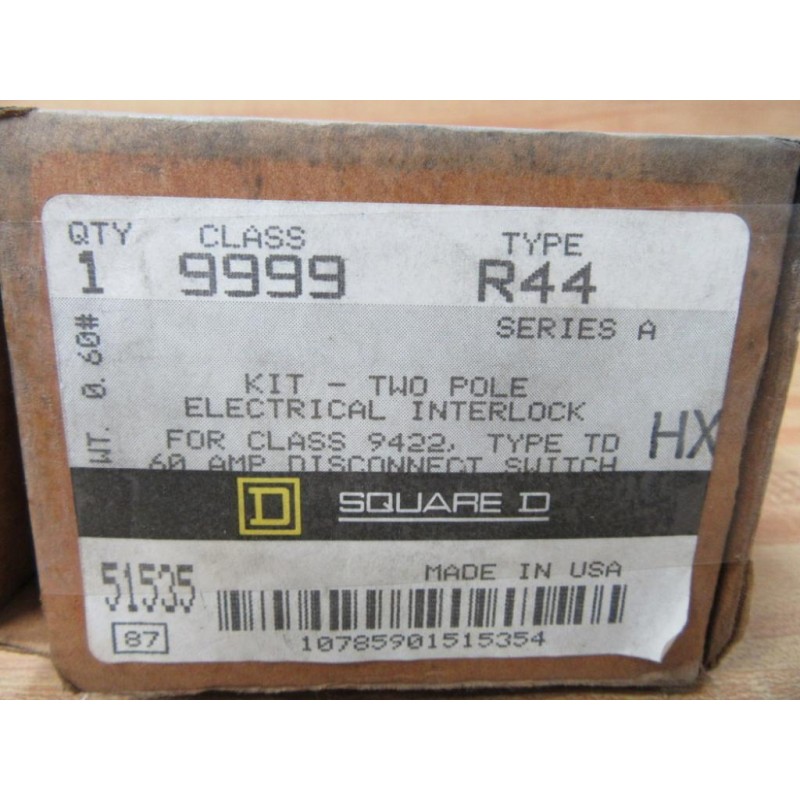 QTY CLASS TYPE
1 9999 R44
SERIES A
WT. 0.60#
KIT - TWO POLE
ELECTRICAL INTERLOCK
FOR CLASS 9422, TYPE TD
60 AMP DISCONNECT SWITCH
HX
D SQUARE D
51535 MADE IN USA
87
10785901515354